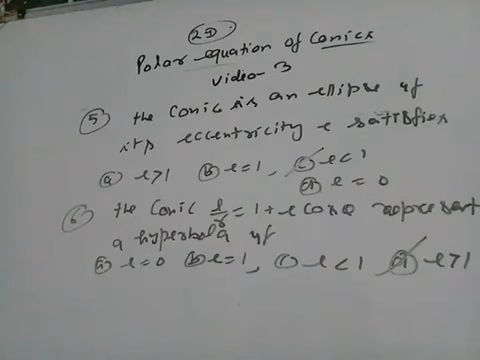 2D
Polar equation of Conics
Video-3
5 the Conic is an ellipse if
its eccentricity e satisfies
a e>1 b e=1, c e<1
d e=0
6 the Conic l/r = 1+e cosθ represent
a hyperbola if
a e=0 b e=1, c e<1 d e>1